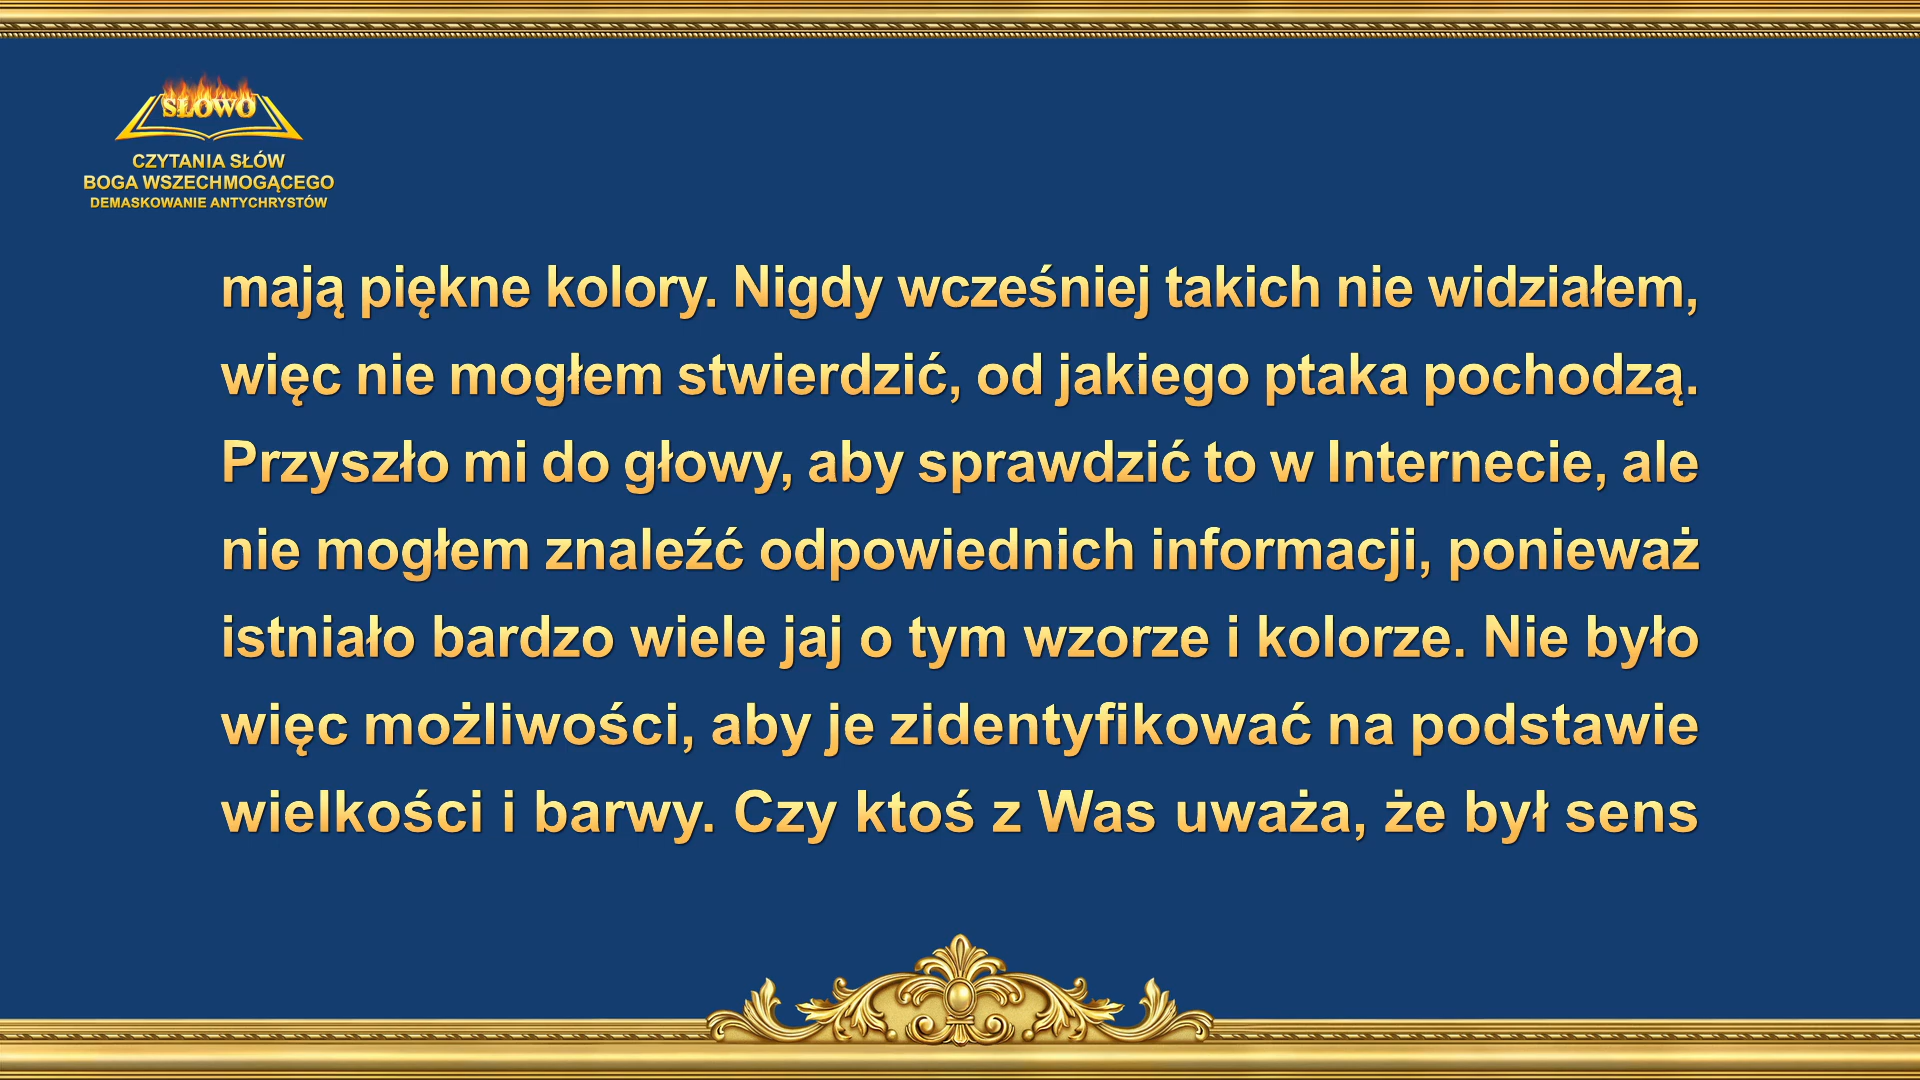 SŁOWO
CZYTANIA SŁÓW
BOGA WSZECHMOGĄCEGO
DEMASKOWANIE ANTYCHRYSTÓW
mają piękne kolory. Nigdy wcześniej takich nie widziałem,
więc nie mogłem stwierdzić, od jakiego ptaka pochodzą.
Przyszło mi do głowy, aby sprawdzić to w Internecie, ale
nie mogłem znaleźć odpowiednich informacji, ponieważ
istniało bardzo wiele jaj o tym wzorze i kolorze. Nie było
więc możliwości, aby je zidentyfikować na podstawie
wielkości i barwy. Czy ktoś z Was uważa, że był sens